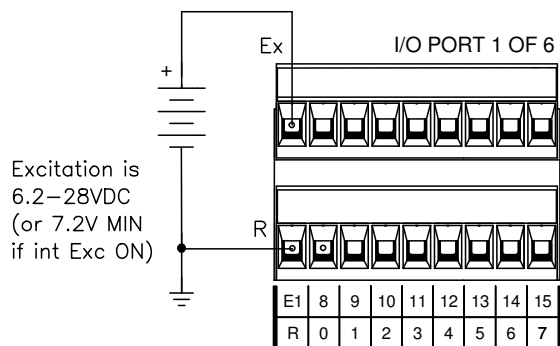 Ex
I/O PORT 1 OF 6
+
Excitation is
6.2-28VDC
(or 7.2V MIN
if int Exc ON)
R
E1 8 9 10 11 12 13 14 15
R 0 1 2 3 4 5 6 7